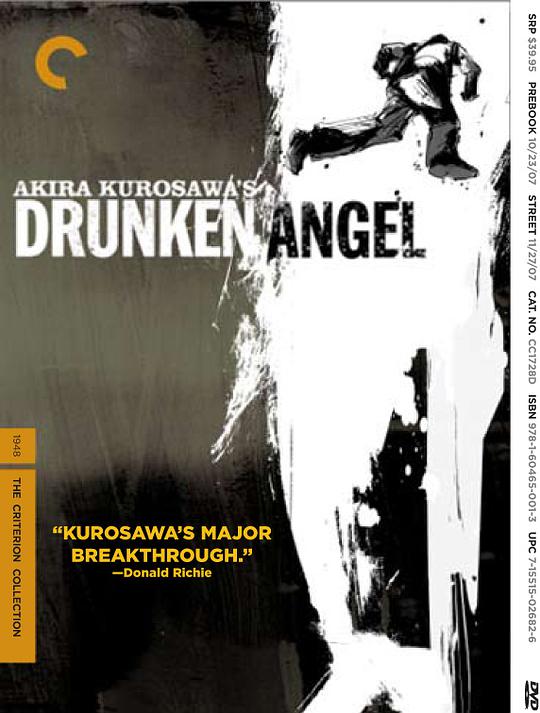 AKIRA KUROSAWA'S
DRUNKEN ANGEL
1948
THE CRITERION COLLECTION
“KUROSAWA’S MAJOR
BREAKTHROUGH.”
—Donald Richie
SRP $39.95 PREBOOK 10/23/07 STREET 11/27/07 CAT. NO. CC1728D ISBN 978-1-60465-001-3 UPC 7-15515-02682-6
DVD